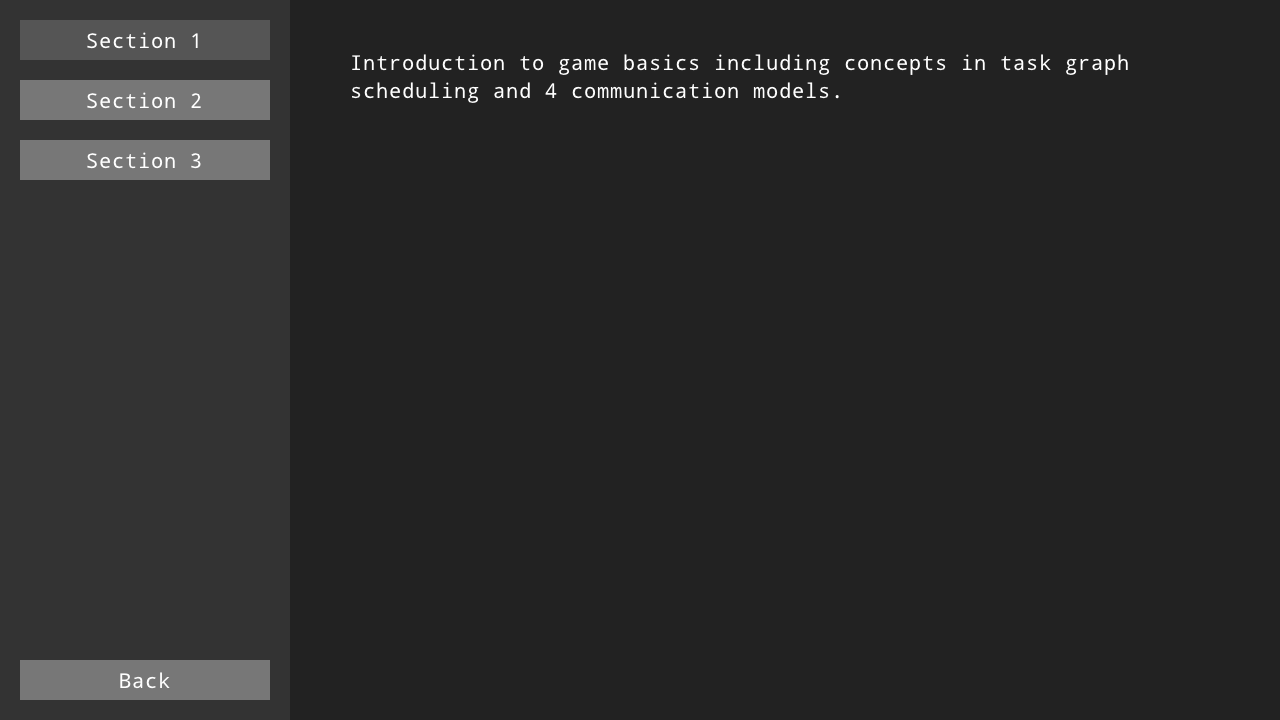 Section 1
Section 2
Section 3
Back
Introduction to game basics including concepts in task graph
scheduling and 4 communication models.